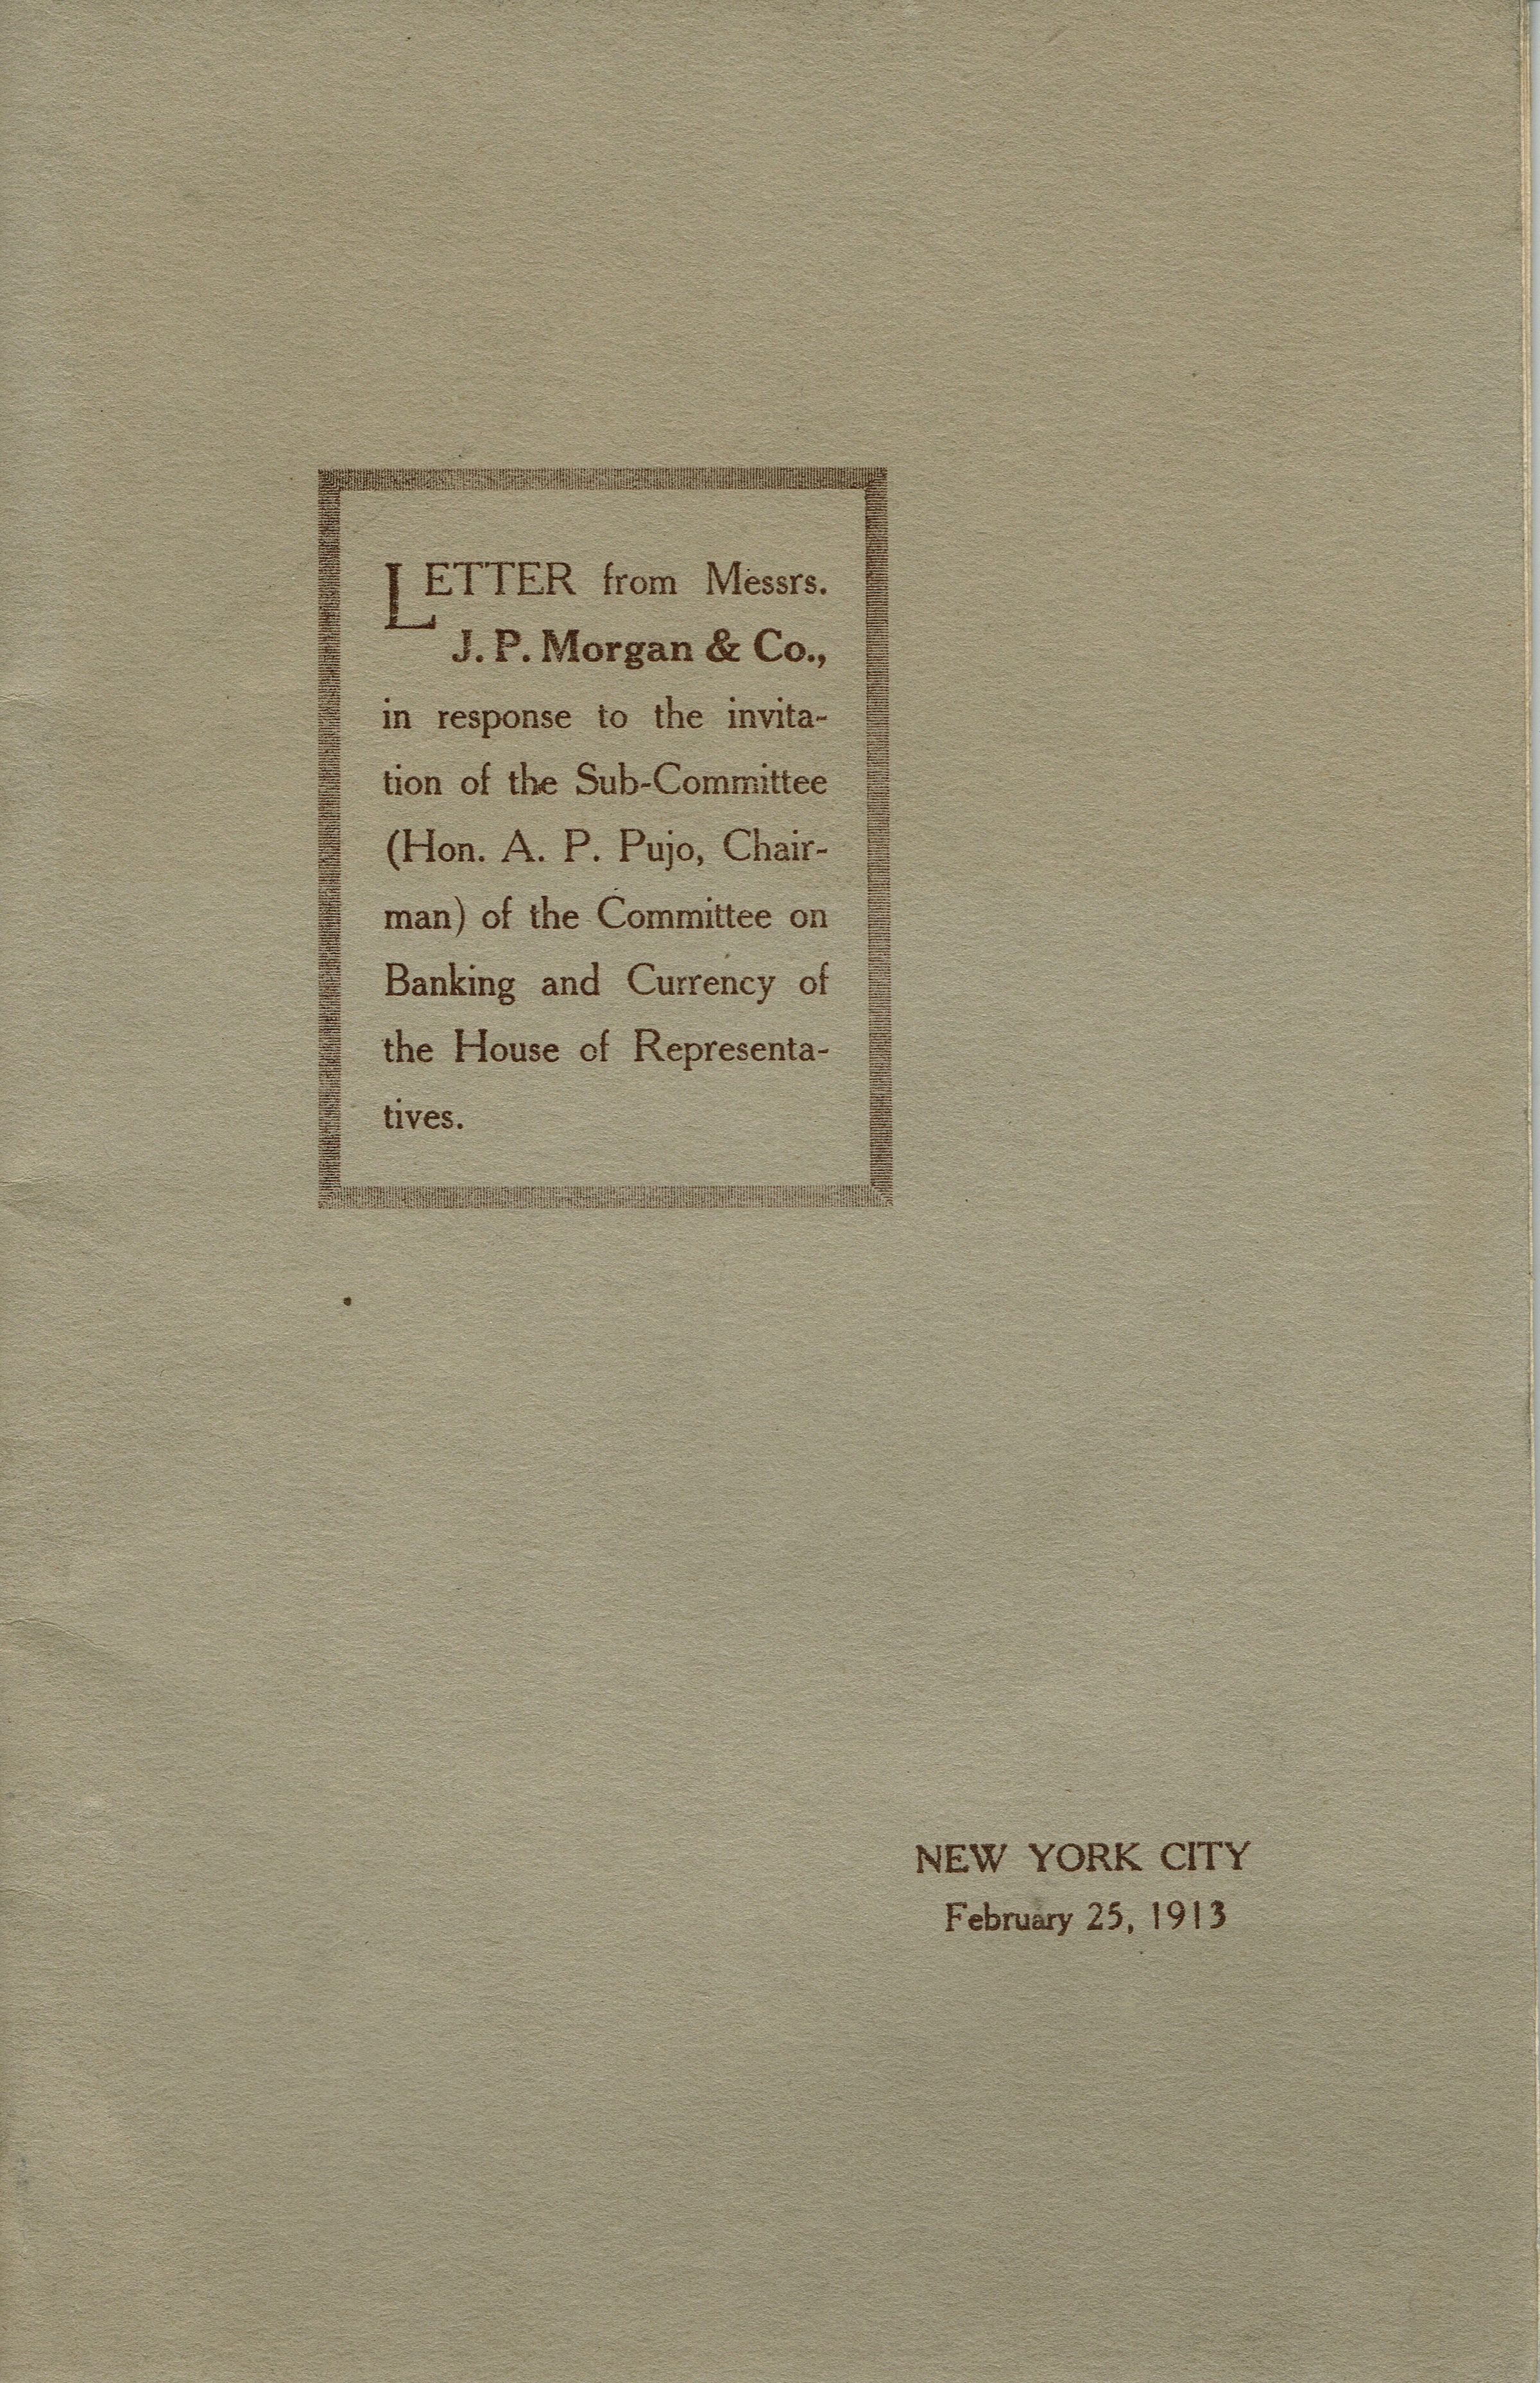 LETTER from Messrs.
J. P. Morgan & Co.,
in response to the invita-
tion of the Sub-Committee
(Hon. A. P. Pujo, Chair-
man) of the Committee on
Banking and Currency of
the House of Representa-
tives.
NEW YORK CITY
February 25, 1913